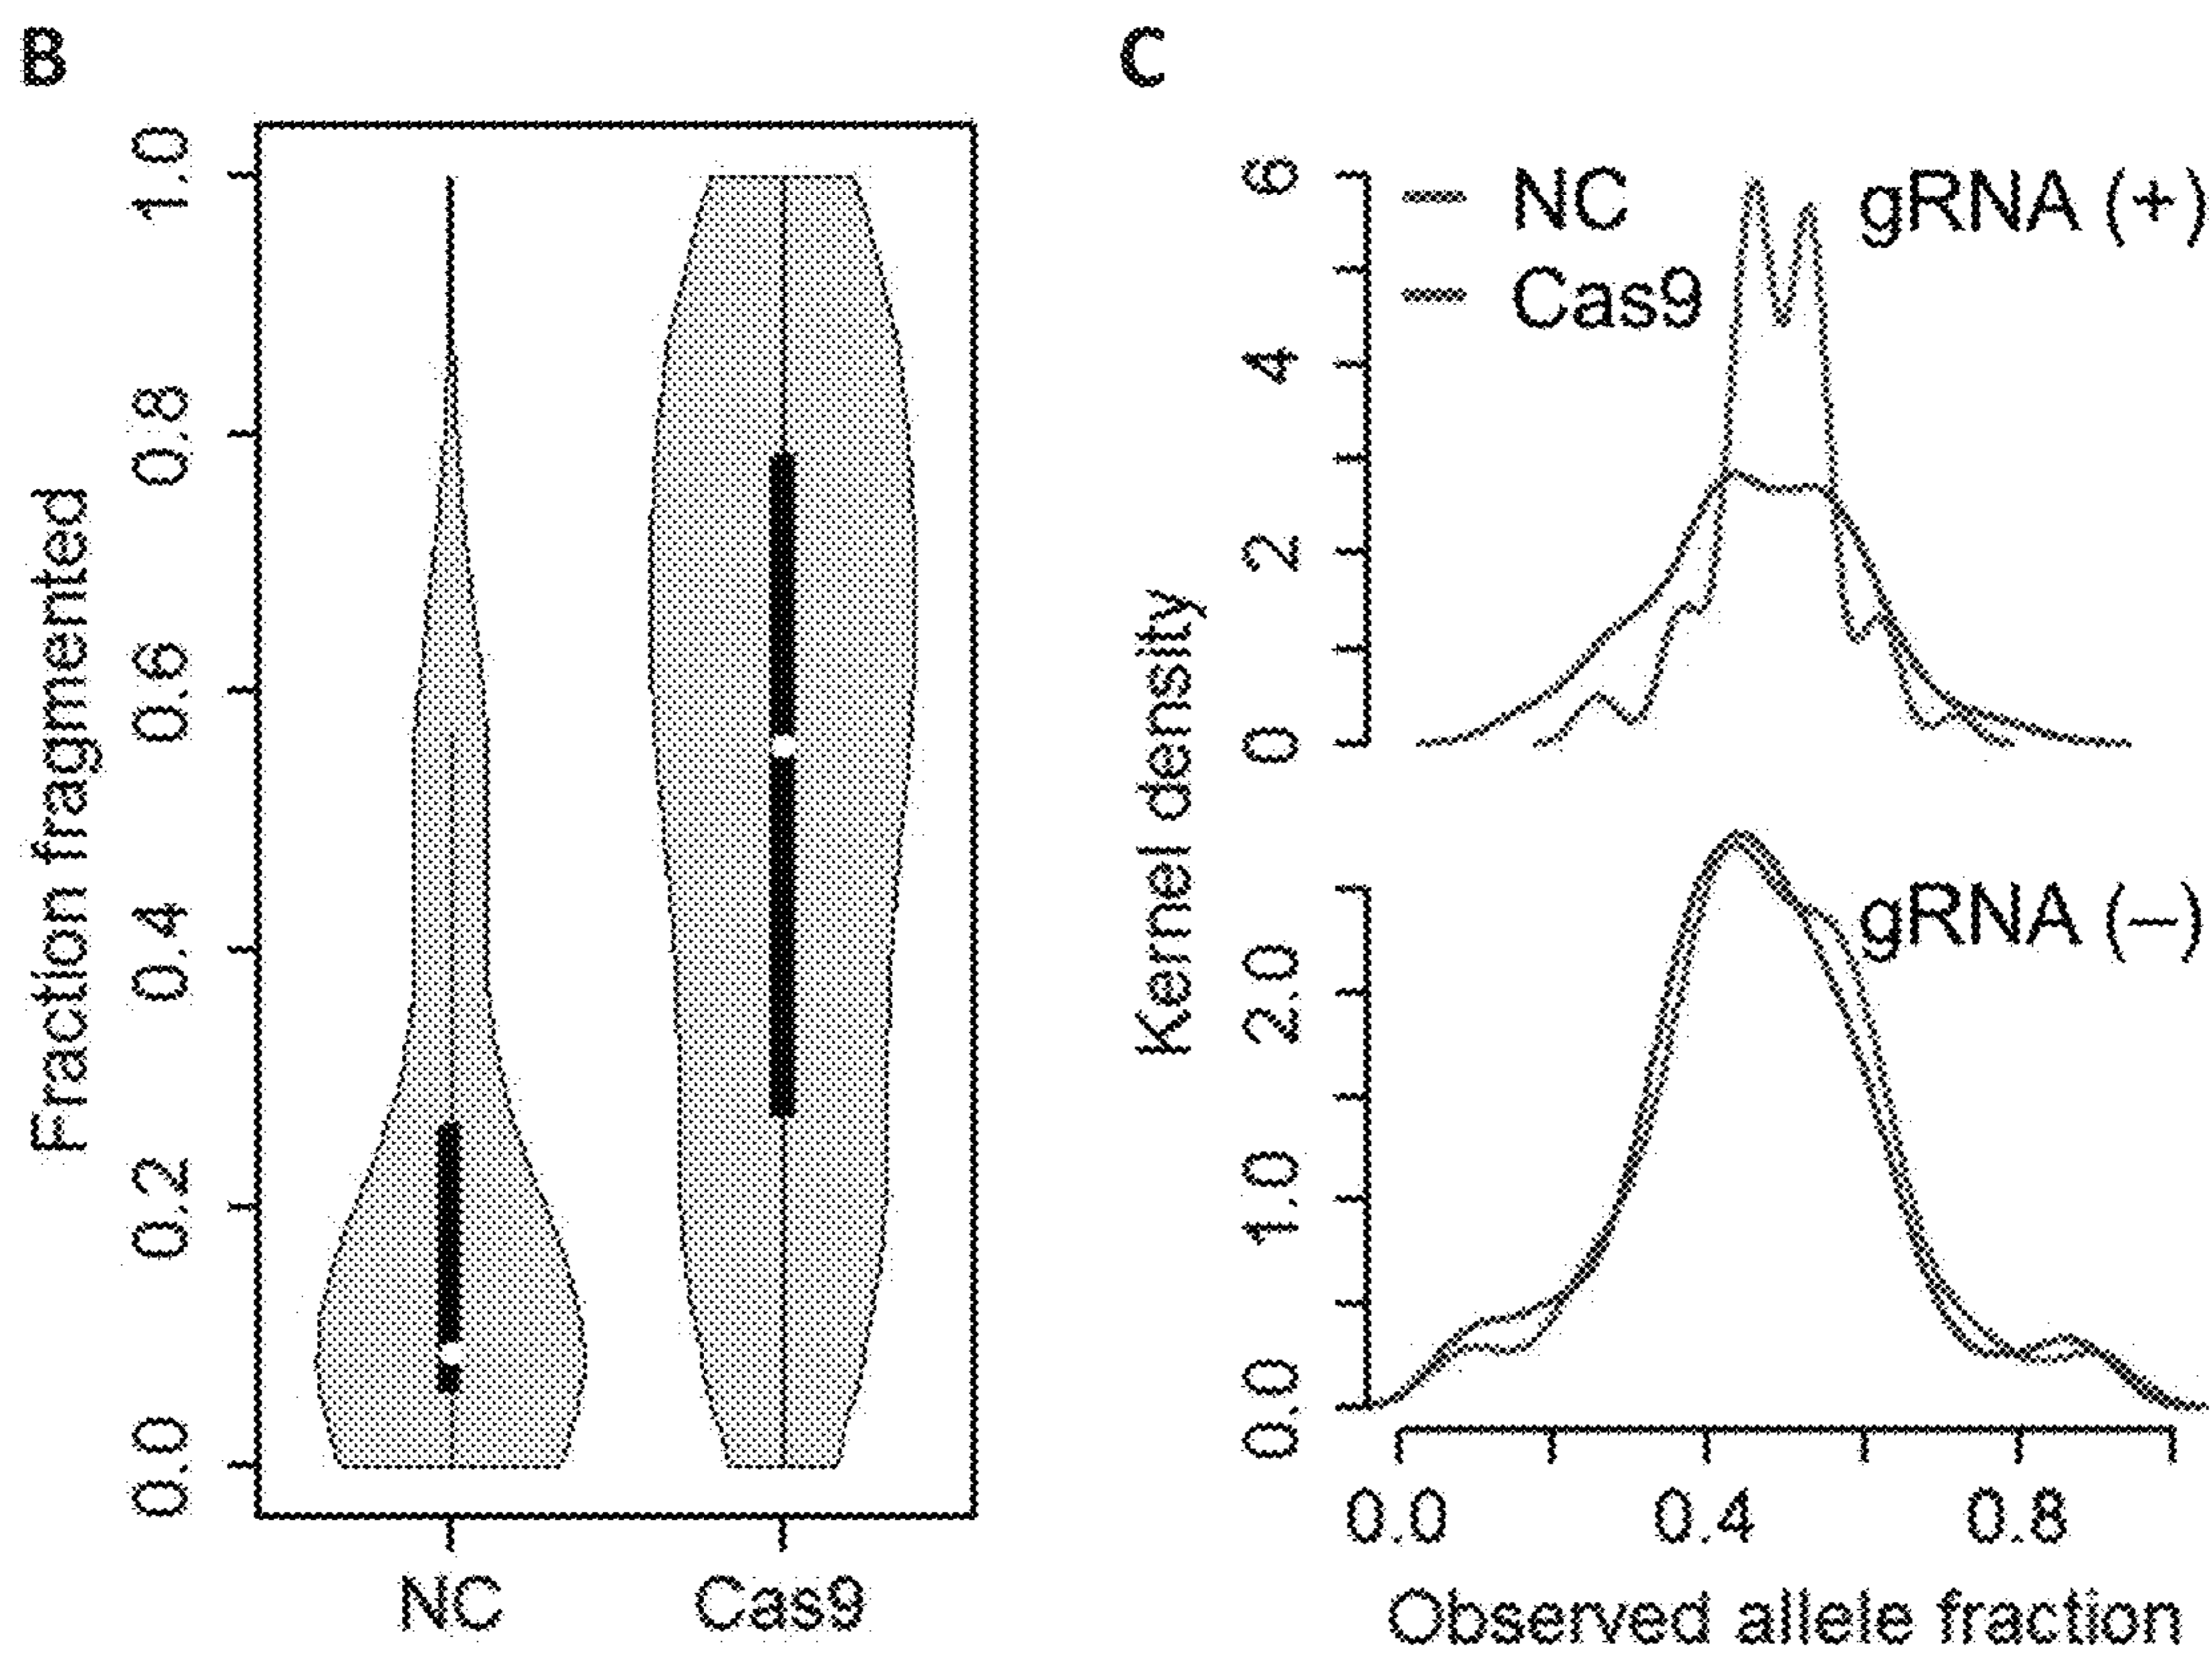 B
Fraction fragmented
1.0
0.8
0.6
0.4
0.2
0.0
NC
Cas9
C
Kernel density
6
4
2
0
NC
gRNA (+)
Cas9
gRNA (–)
2.0
1.0
0.0
0.0
0.4
0.8
Observed allele fraction